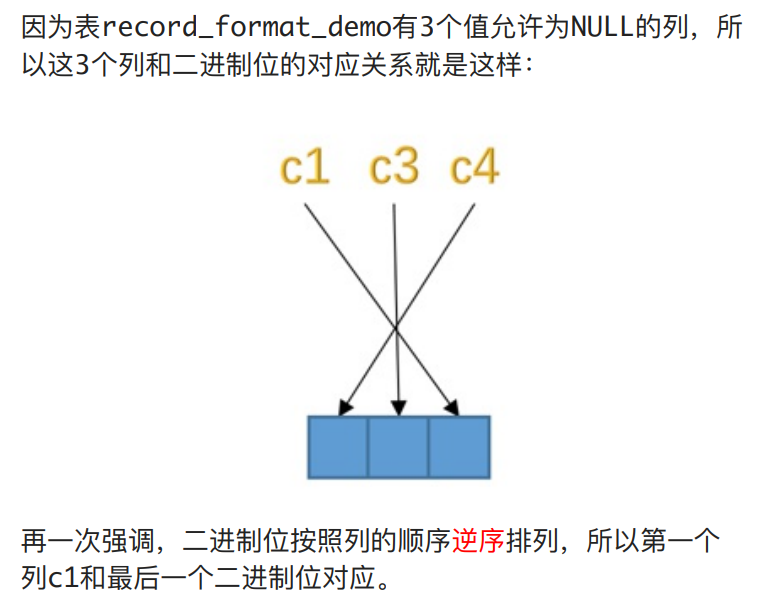 因为表record_format_demo有3个值允许为NULL的列，所
以这3个列和二进制位的对应关系就是这样：
c1 c3 c4
再一次强调，二进制位按照列的顺序逆序排列，所以第一个
列c1和最后一个二进制位对应。